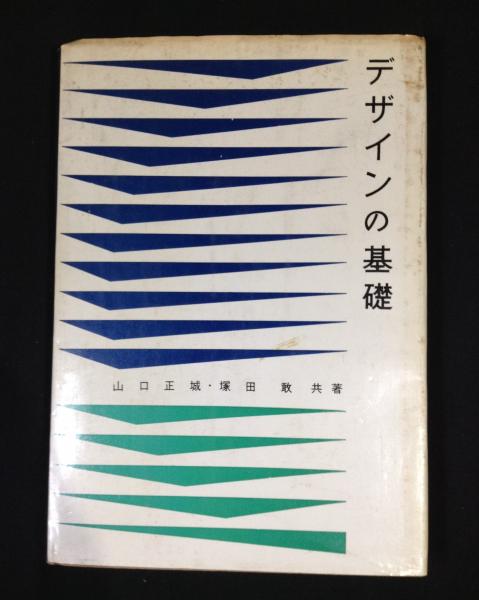 デザインの基礎
山口正城・塚田 敢 共著